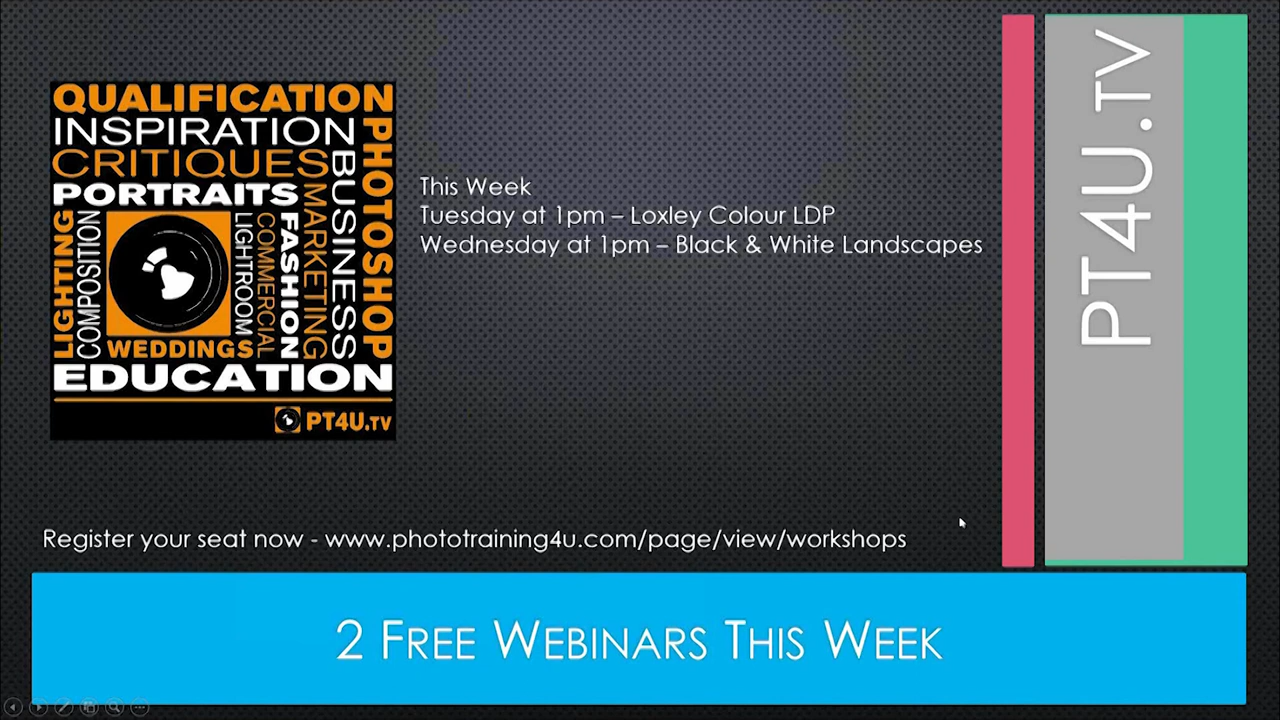 QUALIFICATION
INSPIRATION
CRITIQUES
PORTRAITS
LIGHTING
COMPOSITION
LIGHTROOM
COMMERCIAL
FASHION
MARKETING
BUSINESS
PHOTOSHOP
WEDDINGS
EDUCATION
PT4U.TV
This Week
Tuesday at 1pm – Loxley Colour LDP
Wednesday at 1pm – Black & White Landscapes
PT4U.TV
Register your seat now - www.phototraining4u.com/page/view/workshops
2 FREE WEBINARS THIS WEEK